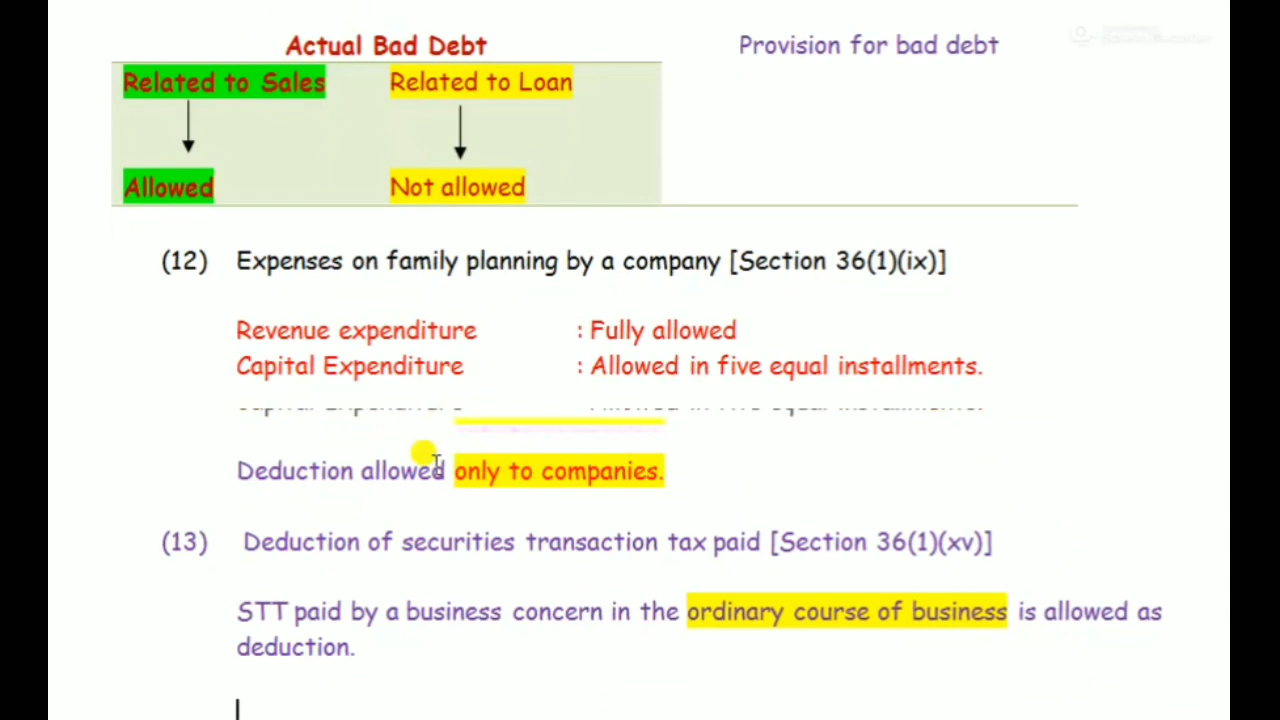 Actual Bad Debt Provision for bad debt
Related to Sales Related to Loan
Allowed Not allowed
(12) Expenses on family planning by a company [Section 36(1)(ix)]
Revenue expenditure : Fully allowed
Capital Expenditure : Allowed in five equal installments.
Deduction allowed only to companies.
(13) Deduction of securities transaction tax paid [Section 36(1)(xv)]
STT paid by a business concern in the ordinary course of business is allowed as
deduction.